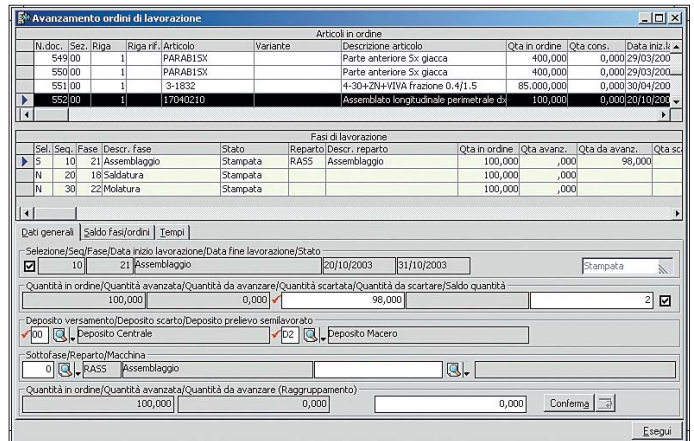 Avanzamento ordini di lavorazione
Articoli in ordine
N.doc. Sez. Riga Riga rif. Articolo Variante Descrizione articolo Qta in ordine Qta cons. Data iniz.la
549 00 1 PARAB1SX Parte anteriore Sx giacca 400,000 0,000 29/03/200
550 00 1 PARAB1SX Parte anteriore Sx giacca 400,000 0,000 29/03/200
551 00 1 3-1832 4-30+ZN+VIVA frazione 0.4/1.5 85.000,000 0,000 30/04/200
552 00 1 17040210 Assemblato longitudinale perimetrale dx 100,000 0,000 20/10/200
Fasi di lavorazione
Sel. Seq. Fase Descr. fase Stato Reparto Descr. reparto Qta in ordine Qta avanz. Qta da avanz. Qta sca
S 10 21 Assemblaggio Stampata RASS Assemblaggio 100,000 ,000 98,000
N 20 18 Saldatura Stampata 100,000 ,000
N 30 22 Molatura Stampata 100,000 ,000
Dati generali Saldo fasi/ordini Tempi
Selezione/Seq/Fase/Data inizio lavorazione/Data fine lavorazione/Stato
10 21 Assemblaggio 20/10/2003 31/10/2003 Stampata
Quantità in ordine/Quantità avanzata/Quantità da avanzare/Quantità scartata/Quantità da scartare/Saldo quantità
100,000 0,000 98,000 2
Deposito versamento/Deposito scarto/Deposito prelievo semilavorato
00 Deposito Centrale D2 Deposito Macero
Sottofase/Reparto/Macchina
0 RASS Assemblaggio
Quantità in ordine/Quantità avanzata/Quantità da avanzare (Raggruppamento)
100,000 0,000 0,000 Conferma
Esegui